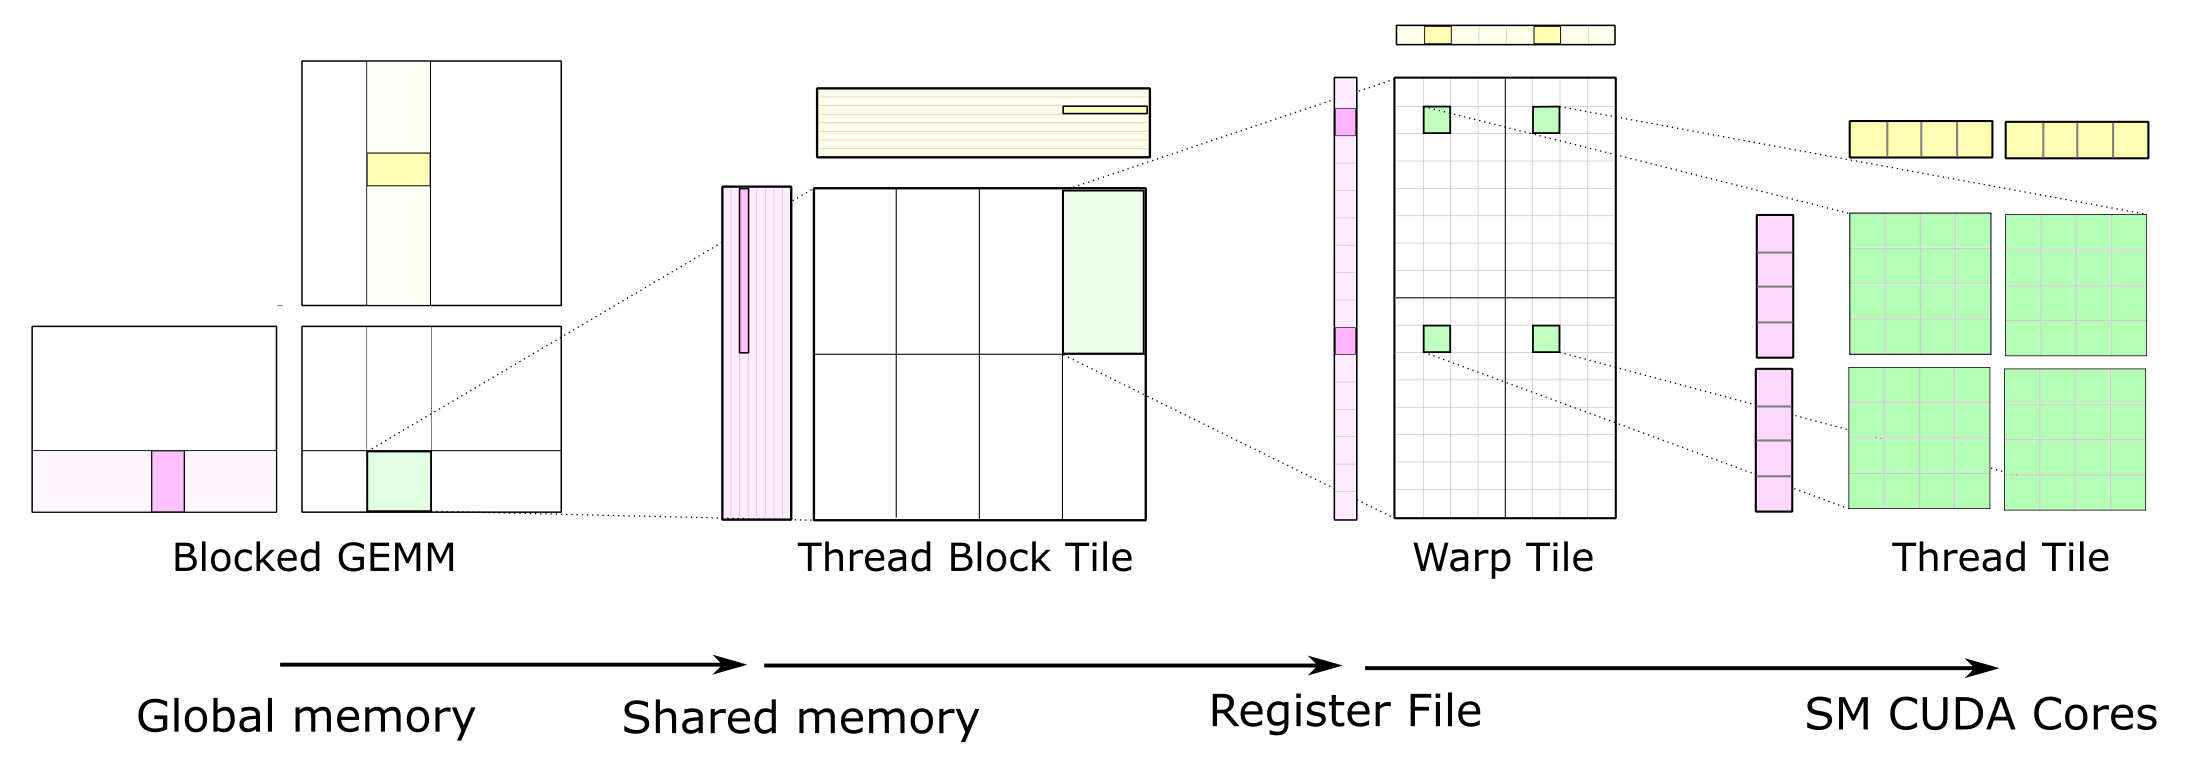 Blocked GEMM
Thread Block Tile
Warp Tile
Thread Tile
Global memory
Shared memory
Register File
SM CUDA Cores